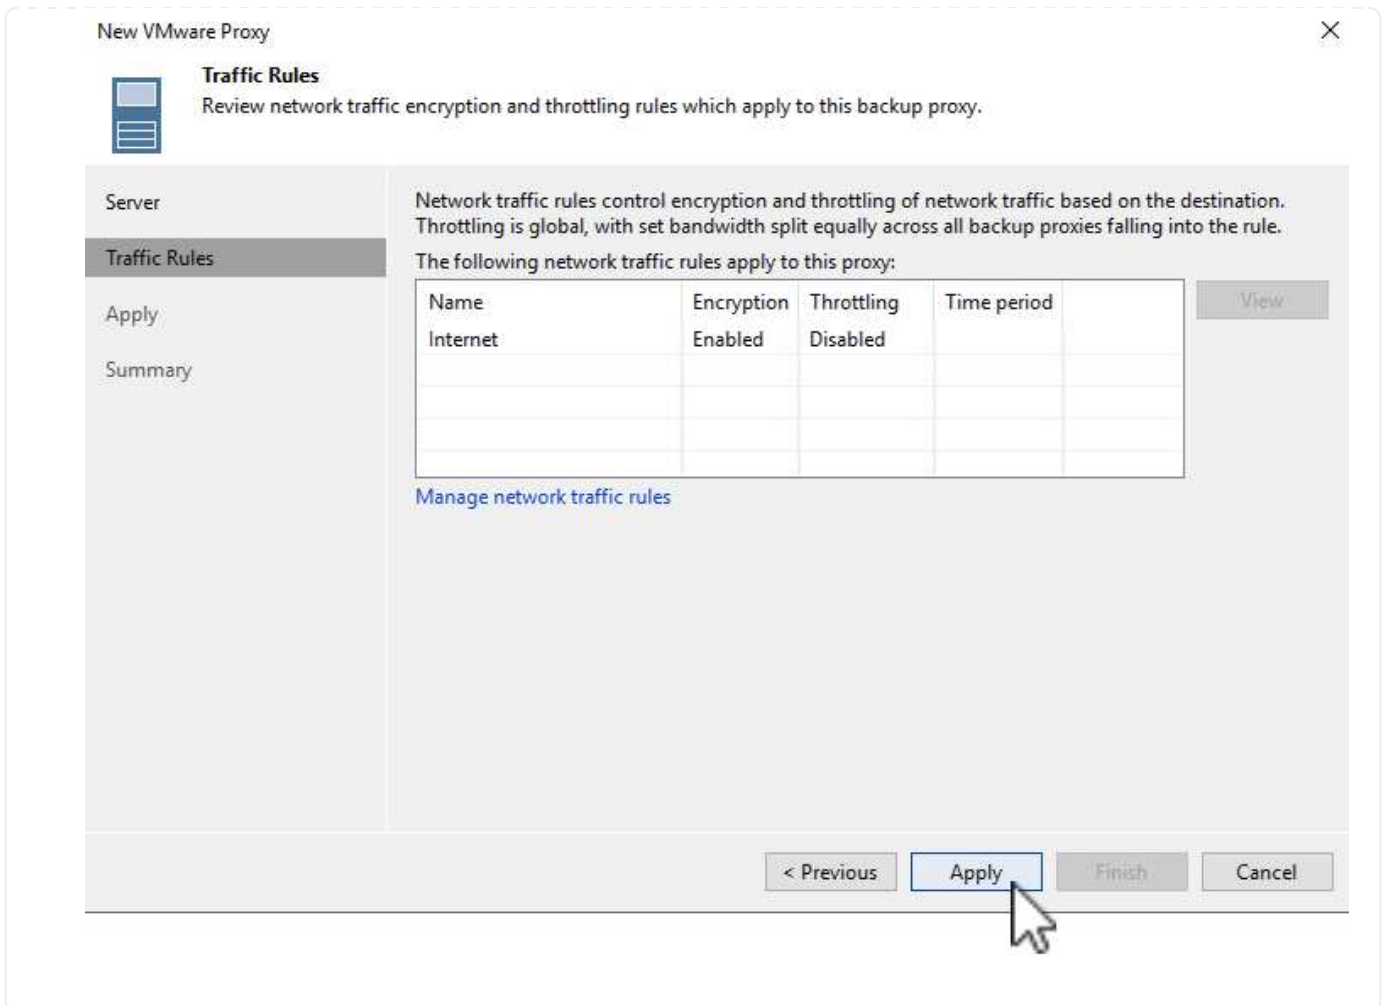 New VMware Proxy
Traffic Rules
Review network traffic encryption and throttling rules which apply to this backup proxy.
Server
Traffic Rules
Apply
Summary
Network traffic rules control encryption and throttling of network traffic based on the destination.
Throttling is global, with set bandwidth split equally across all backup proxies falling into the rule.
The following network traffic rules apply to this proxy:
Name Encryption Throttling Time period
Internet Enabled Disabled
View
Manage network traffic rules
< Previous Apply Finish Cancel